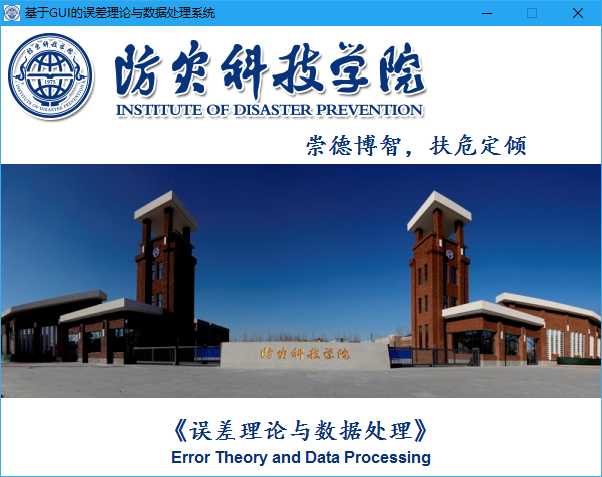 基于GUI的误差理论与数据处理系统
防灾科技学院
INSTITUTE OF DISASTER PREVENTION
1975
崇德博智，扶危定倾
防灾科技学院
《误差理论与数据处理》
Error Theory and Data Processing